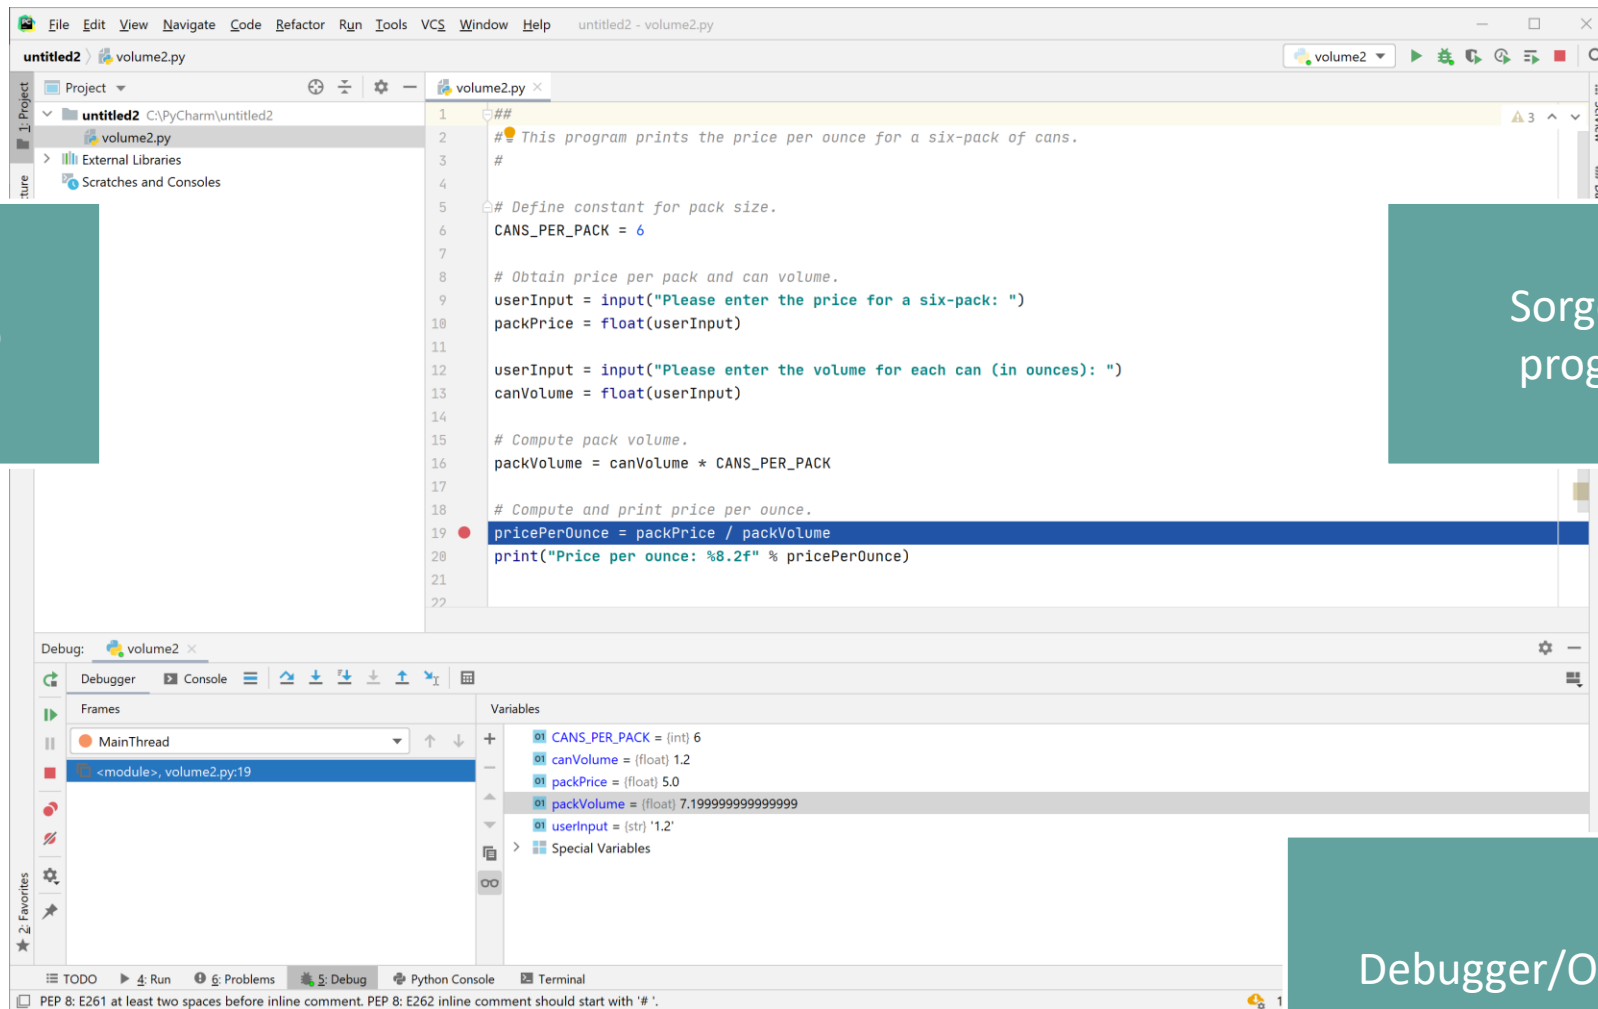 File Edit View Navigate Code Refactor Run Tools VCS Window Help untitled2 - volume2.py
untitled2 volume2.py
volume2
1: Project
Project
volume2.py
untitled2 C:\PyCharm\untitled2
volume2.py
External Libraries
Scratches and Consoles
1 ##
3
2 # This program prints the price per ounce for a six-pack of cans.
3 #
4
5 # Define constant for pack size.
6 CANS_PER_PACK = 6
7
8 # Obtain price per pack and can volume.
9 userInput = input("Please enter the price for a six-pack: ")
10 packPrice = float(userInput)
11
12 userInput = input("Please enter the volume for each can (in ounces): ")
13 canVolume = float(userInput)
14
15 # Compute pack volume.
16 packVolume = canVolume * CANS_PER_PACK
17
18 # Compute and print price per ounce.
19 pricePerOunce = packPrice / packVolume
20 print("Price per ounce: %8.2f" % pricePerOunce)
21
22
Sorg
prog
Debug: volume2
Debugger Console
Frames
MainThread
<module>, volume2.py:19
Variables
CANS_PER_PACK = {int} 6
canVolume = {float} 1.2
packPrice = {float} 5.0
packVolume = {float} 7.199999999999999
userInput = {str} '1.2'
Special Variables
2: Favorites
Debugger/O
TODO 4: Run 6: Problems 5: Debug Python Console Terminal
PEP 8: E261 at least two spaces before inline comment. PEP 8: E262 inline comment should start with '# '.